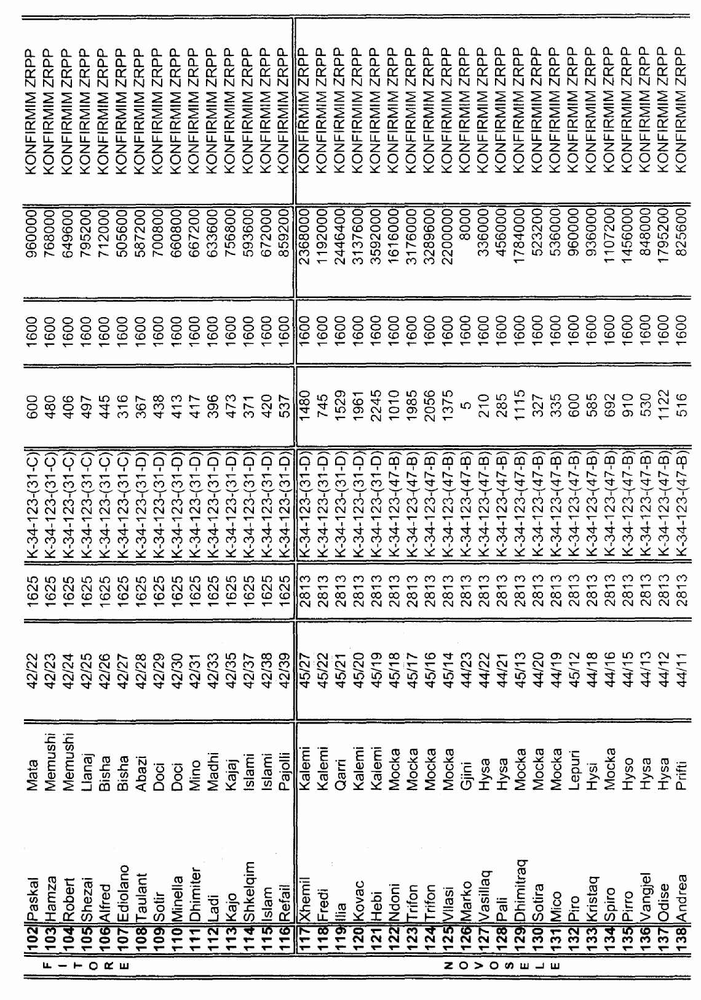 FITORE
102 Paskal Mata 42/22 1625 K-34-123-(31-C) 600 1600 960000 KONFIRMIM ZRPP
103 Hamza Memushi 42/23 1625 K-34-123-(31-C) 480 1600 768000 KONFIRMIM ZRPP
104 Robert Memushi 42/24 1625 K-34-123-(31-C) 406 1600 649600 KONFIRMIM ZRPP
105 Shezai Llanaj 42/25 1625 K-34-123-(31-C) 497 1600 795200 KONFIRMIM ZRPP
106 Alfred Bisha 42/26 1625 K-34-123-(31-C) 445 1600 712000 KONFIRMIM ZRPP
107 Ediolano Bisha 42/27 1625 K-34-123-(31-C) 316 1600 505600 KONFIRMIM ZRPP
108 Taulant Abazi 42/28 1625 K-34-123-(31-D) 367 1600 587200 KONFIRMIM ZRPP
109 Sotir Doci 42/29 1625 K-34-123-(31-D) 438 1600 700800 KONFIRMIM ZRPP
110 Minella Doci 42/30 1625 K-34-123-(31-D) 413 1600 660800 KONFIRMIM ZRPP
111 Dhimiter Mino 42/31 1625 K-34-123-(31-D) 417 1600 667200 KONFIRMIM ZRPP
112 Ladi Madhi 42/33 1625 K-34-123-(31-D) 396 1600 633600 KONFIRMIM ZRPP
113 Kajo Kajaj 42/35 1625 K-34-123-(31-D) 473 1600 756800 KONFIRMIM ZRPP
114 Shkelqim Islami 42/37 1625 K-34-123-(31-D) 371 1600 593600 KONFIRMIM ZRPP
115 Islam Islami 42/38 1625 K-34-123-(31-D) 420 1600 672000 KONFIRMIM ZRPP
116 Refail Pajolli 42/39 1625 K-34-123-(31-D) 537 1600 859200 KONFIRMIM ZRPP
NOVOSELE
117 Xhemil Kalemi 45/27 2813 K-34-123-(31-D) 1480 1600 2368000 KONFIRMIM ZRPP
118 Fredi Kalemi 45/22 2813 K-34-123-(31-D) 745 1600 1192000 KONFIRMIM ZRPP
119 Ilia Qarri 45/21 2813 K-34-123-(31-D) 1529 1600 2446400 KONFIRMIM ZRPP
120 Kovac Kalemi 45/20 2813 K-34-123-(31-D) 1961 1600 3137600 KONFIRMIM ZRPP
121 Hebi Kalemi 45/19 2813 K-34-123-(31-D) 2245 1600 3592000 KONFIRMIM ZRPP
122 Ndoni Mocka 45/18 2813 K-34-123-(47-B) 1010 1600 1616000 KONFIRMIM ZRPP
123 Trifon Mocka 45/17 2813 K-34-123-(47-B) 1985 1600 3176000 KONFIRMIM ZRPP
124 Trifon Mocka 45/16 2813 K-34-123-(47-B) 2056 1600 3289600 KONFIRMIM ZRPP
125 Vllasi Mocka 45/14 2813 K-34-123-(47-B) 1375 1600 2200000 KONFIRMIM ZRPP
126 Marko Gjini 44/23 2813 K-34-123-(47-B) 5 1600 8000 KONFIRMIM ZRPP
127 Vasillaq Hysa 44/22 2813 K-34-123-(47-B) 210 1600 336000 KONFIRMIM ZRPP
128 Pali Hysa 44/21 2813 K-34-123-(47-B) 285 1600 456000 KONFIRMIM ZRPP
129 Dhimitraq Mocka 45/13 2813 K-34-123-(47-B) 1115 1600 1784000 KONFIRMIM ZRPP
130 Sotira Mocka 44/20 2813 K-34-123-(47-B) 327 1600 523200 KONFIRMIM ZRPP
131 Mico Mocka 44/19 2813 K-34-123-(47-B) 335 1600 536000 KONFIRMIM ZRPP
132 Piro Lepuri 45/12 2813 K-34-123-(47-B) 600 1600 960000 KONFIRMIM ZRPP
133 Kristaq Hysi 44/18 2813 K-34-123-(47-B) 585 1600 936000 KONFIRMIM ZRPP
134 Spiro Mocka 44/16 2813 K-34-123-(47-B) 692 1600 1107200 KONFIRMIM ZRPP
135 Pirro Hyso 44/15 2813 K-34-123-(47-B) 910 1600 1456000 KONFIRMIM ZRPP
136 Vangjel Hysa 44/13 2813 K-34-123-(47-B) 530 1600 848000 KONFIRMIM ZRPP
137 Odise Hysa 44/12 2813 K-34-123-(47-B) 1122 1600 1795200 KONFIRMIM ZRPP
138 Andrea Prifti 44/11 2813 K-34-123-(47-B) 516 1600 825600 KONFIRMIM ZRPP